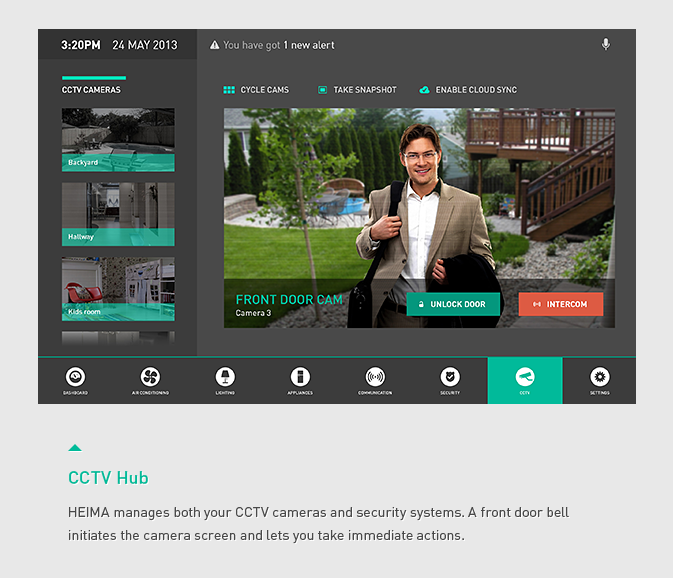 3:20PM 24 MAY 2013
You have got 1 new alert
CCTV CAMERAS
CYCLE CAMS TAKE SNAPSHOT ENABLE CLOUD SYNC
Backyard
Hallway
Kids room
FRONT DOOR CAM
Camera 3
UNLOCK DOOR INTERCOM
DASHBOARD AIR CONDITIONING LIGHTING APPLIANCES COMMUNICATION SECURITY CCTV SETTINGS
CCTV Hub
HEIMA manages both your CCTV cameras and security systems. A front door bell
initiates the camera screen and lets you take immediate actions.